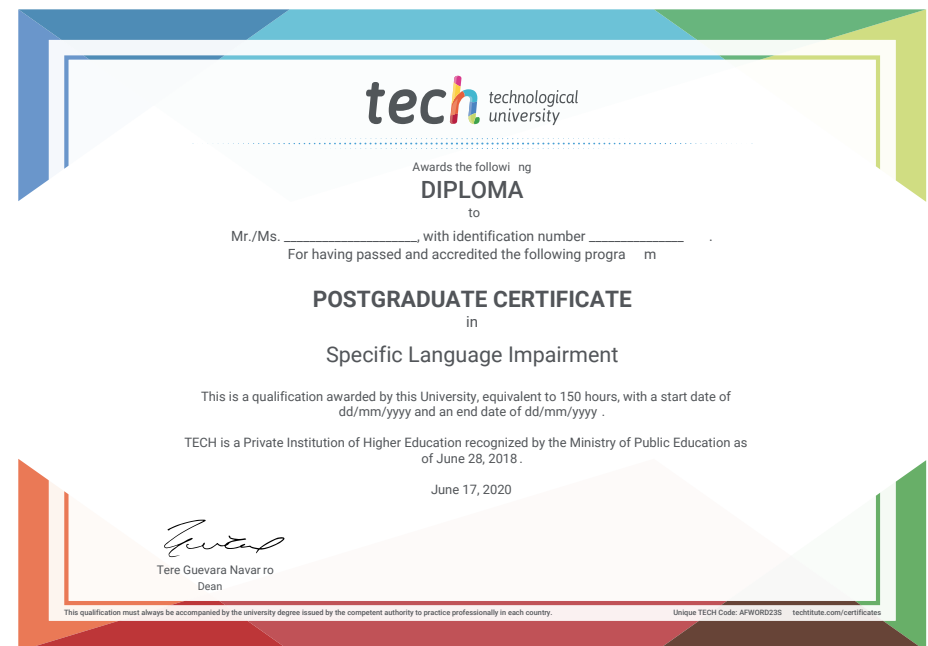 tech technological
university
Awards the followi ng
DIPLOMA
to
Mr./Ms. ____________________, with identification number ______________ .
For having passed and accredited the following progra m
POSTGRADUATE CERTIFICATE
in
Specific Language Impairment
This is a qualification awarded by this University, equivalent to 150 hours, with a start date of
dd/mm/yyyy and an end date of dd/mm/yyyy .
TECH is a Private Institution of Higher Education recognized by the Ministry of Public Education as
of June 28, 2018 .
June 17, 2020
Tere Guevara Navar ro
Dean
This qualification must always be accompanied by the university degree issued by the competent authority to practice professionally in each country.
Unique TECH Code: AFWORD23S techtitute.com/certificates